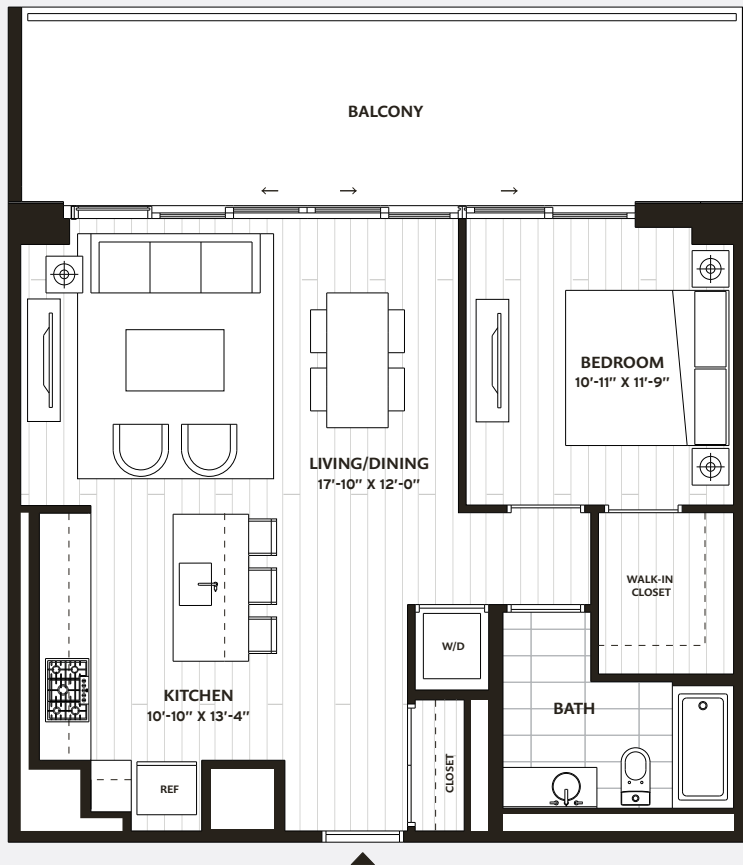 BALCONY
BEDROOM
10'-11" X 11'-9"
LIVING/DINING
17'-10" X 12'-0"
WALK-IN
CLOSET
W/D
KITCHEN
10'-10" X 13'-4"
BATH
CLOSET
REF